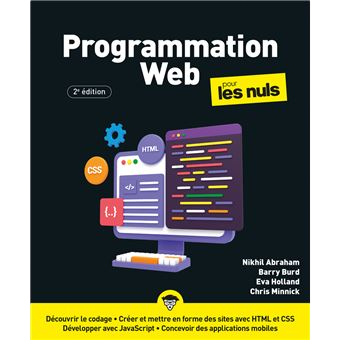 Programmation
Web
pour
les nuls
2e édition
HTML
CSS
</>
{..}
Nikhil Abraham
Barry Burd
Eva Holland
Chris Minnick
Découvrir le codage • Créer et mettre en forme des sites avec HTML et CSS
Développer avec JavaScript • Concevoir des applications mobiles